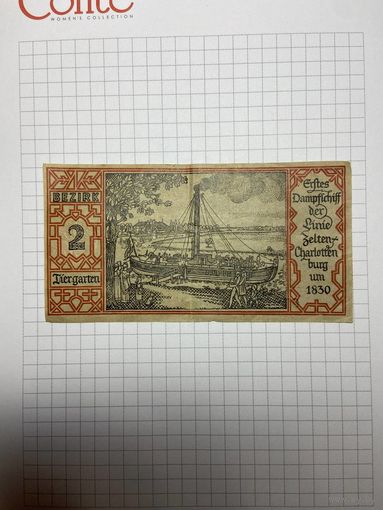 Conte
WOMEN'S COLLECTION
BEZIRK
2
Tiergarten
Erstes
Dampfschiff
der
Linie
Zelten-
Charlotten
burg
um
1830